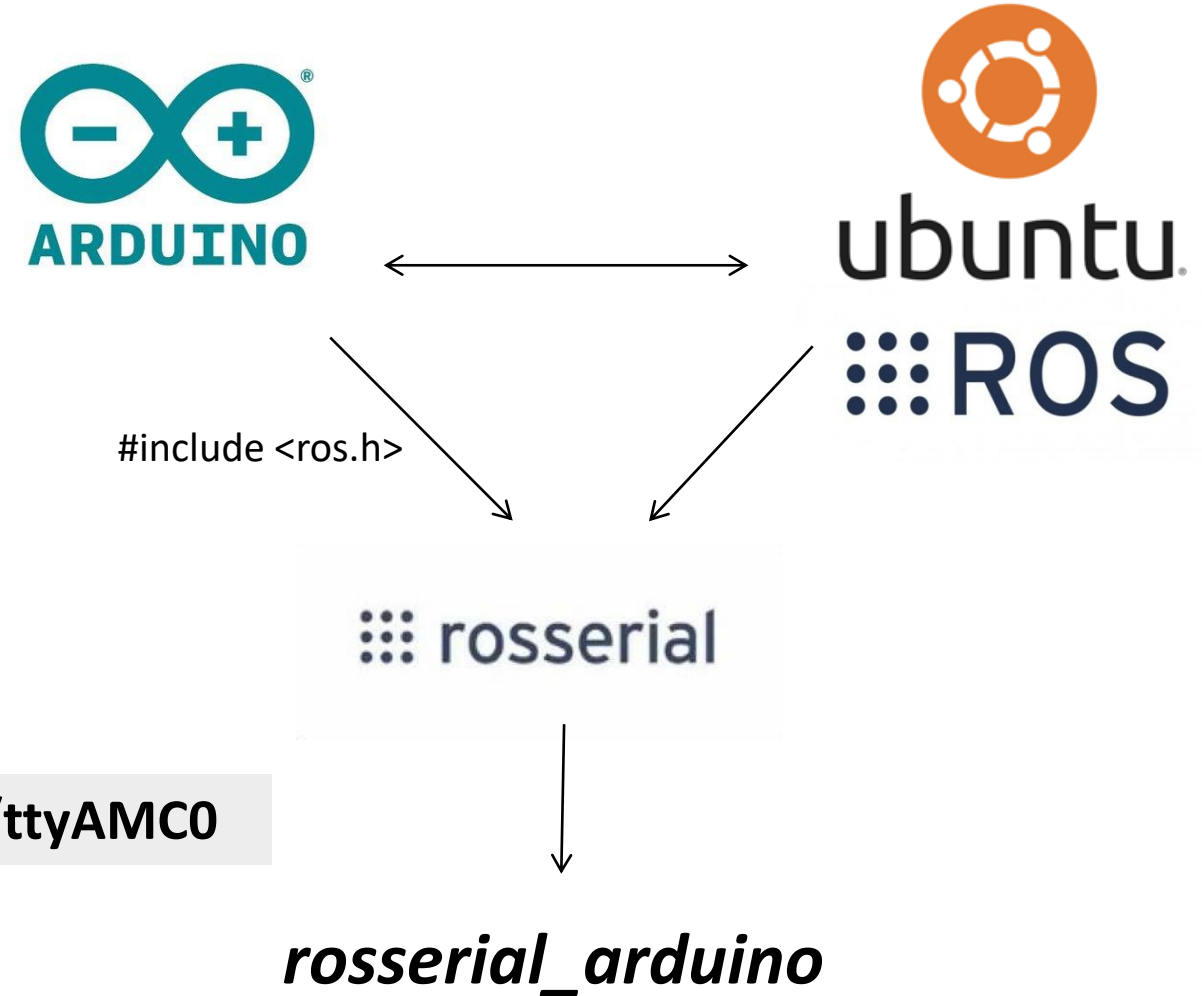 ARDUINO
®
ubuntu®
ROS
#include <ros.h>
rosserial
/ttyAMC0
rosserial_arduino